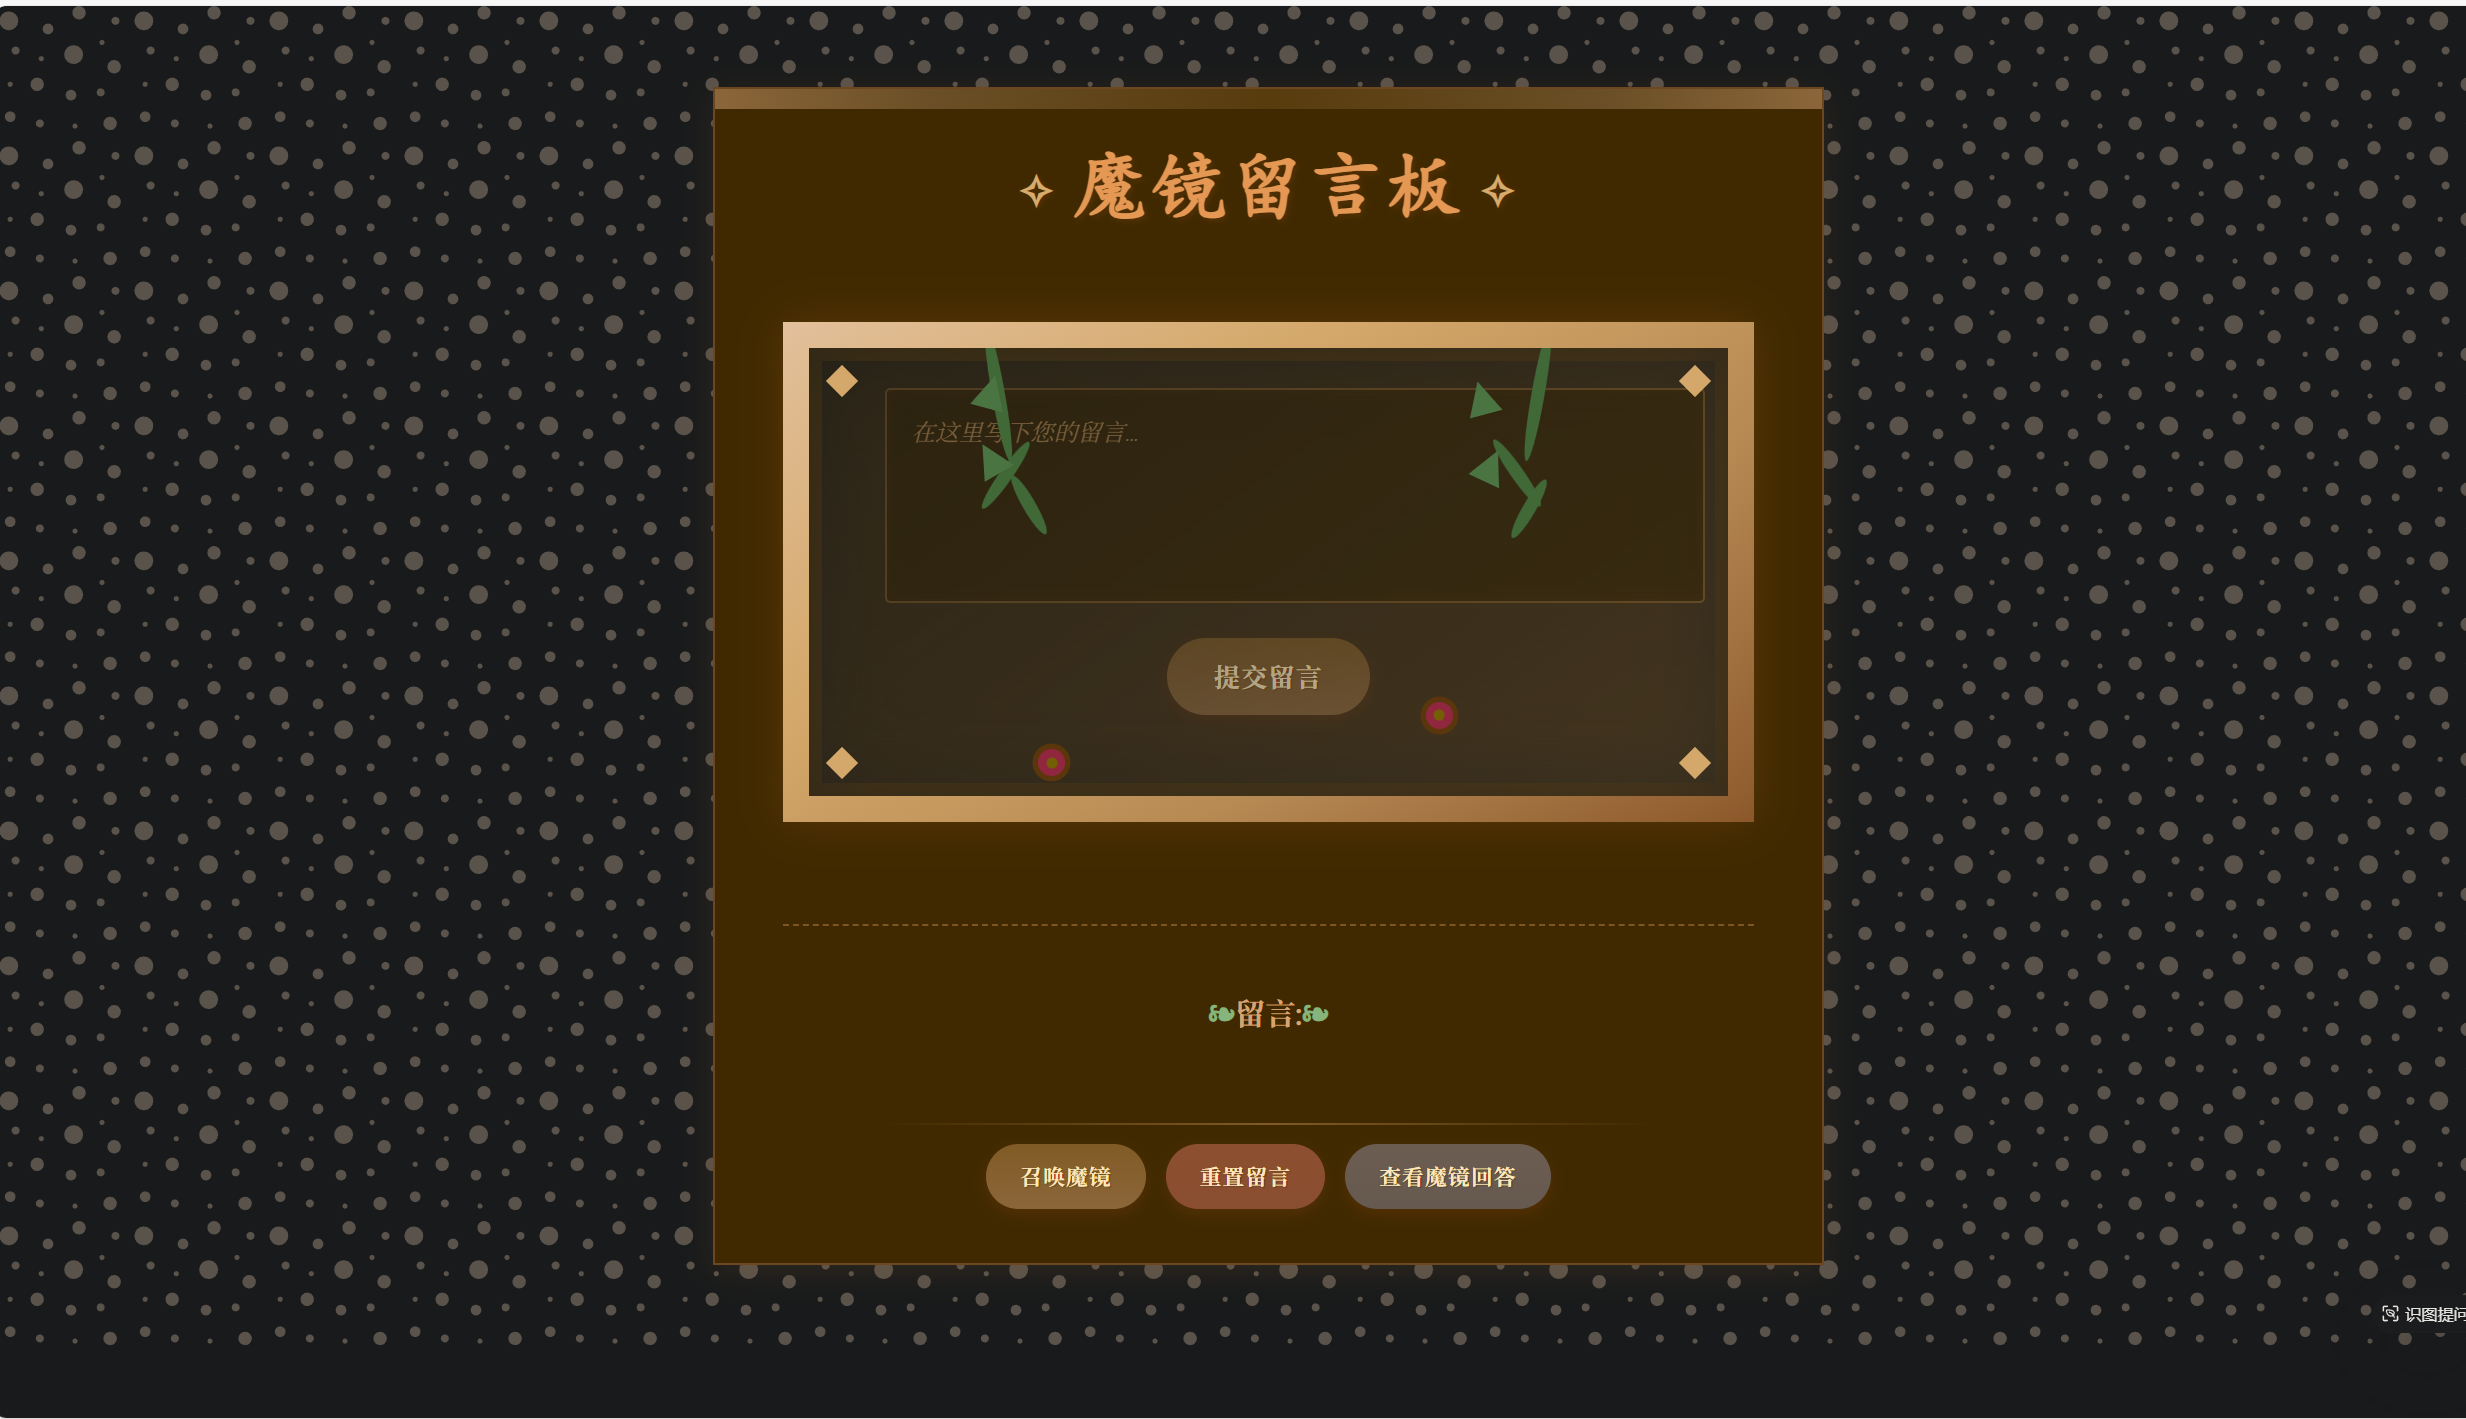 ✧ 魔镜留言板 ✧
在这里写下您的留言...
提交留言
❧留言:❧
召唤魔镜
重置留言
查看魔镜回答
识图提问